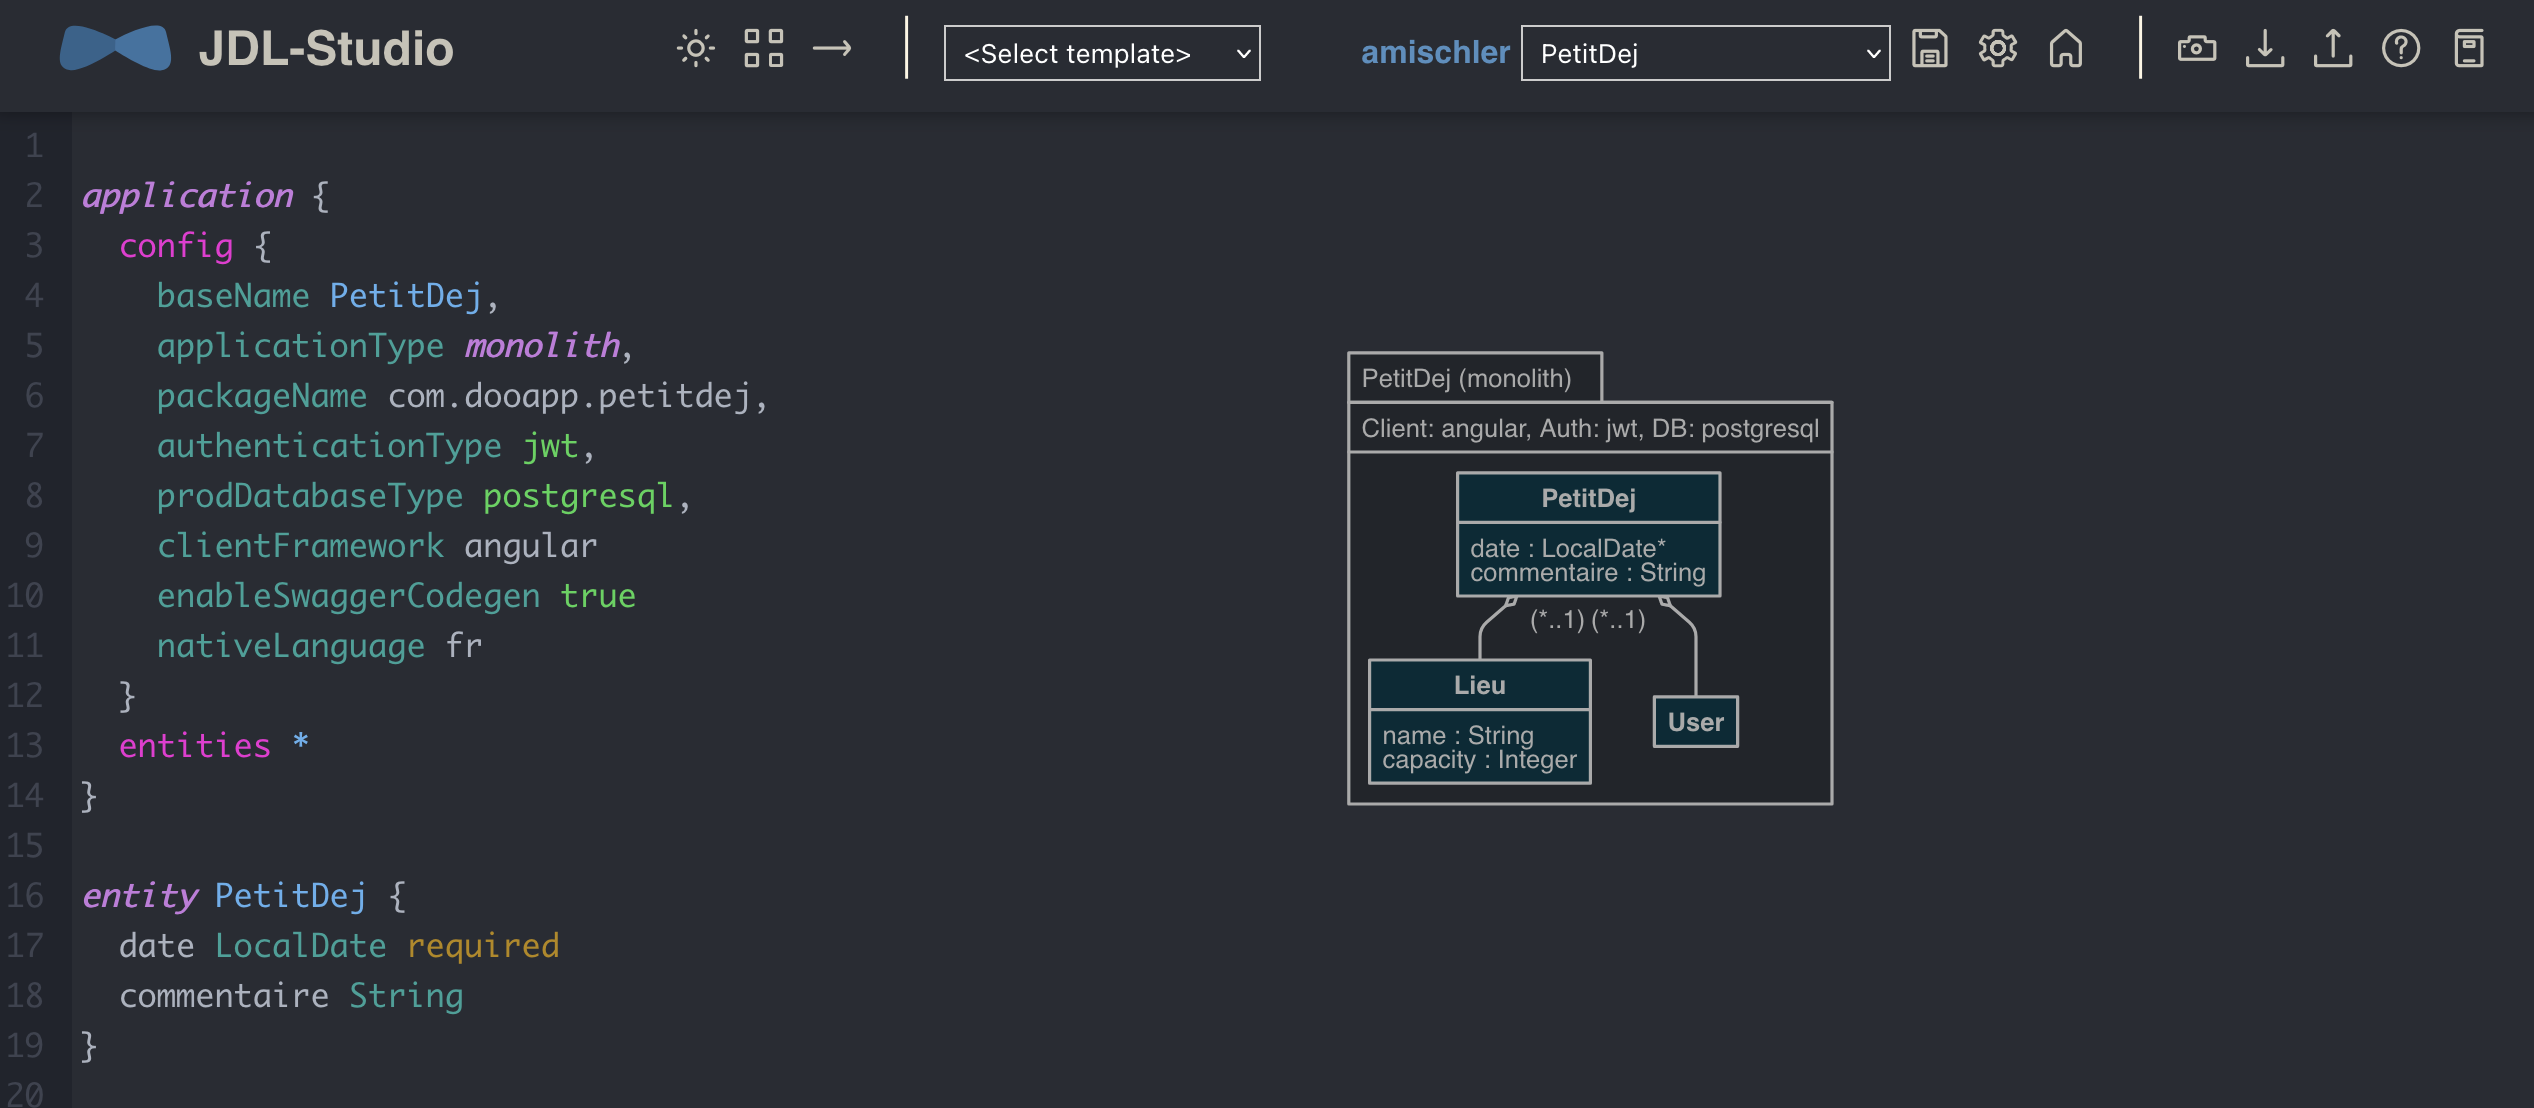 JDL-Studio
<Select template>
amischler
PetitDej
1
2 application {
3 config {
4 baseName PetitDej,
5 applicationType monolith,
6 packageName com.dooapp.petitdej,
7 authenticationType jwt,
8 prodDatabaseType postgresql,
9 clientFramework angular
10 enableSwaggerCodegen true
11 nativeLanguage fr
12 }
13 entities *
14 }
15
16 entity PetitDej {
17 date LocalDate required
18 commentaire String
19 }
20
PetitDej (monolith)
Client: angular, Auth: jwt, DB: postgresql
PetitDej
date : LocalDate*
commentaire : String
(*..1) (*..1)
Lieu
name : String
capacity : Integer
User